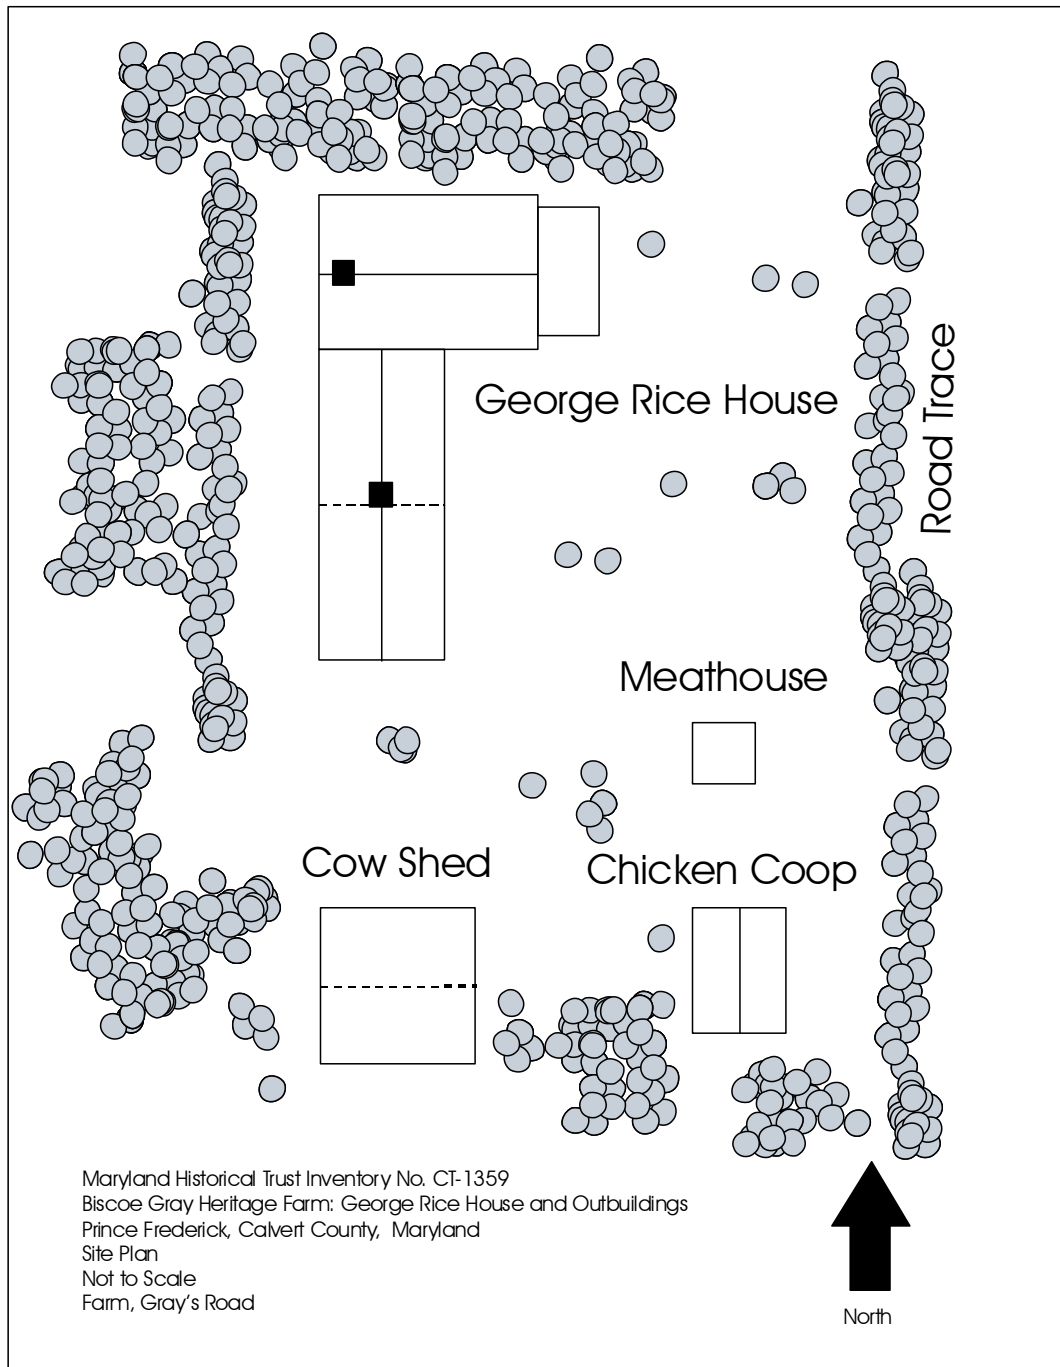 George Rice House
Road Trace
Meathouse
Cow Shed
Chicken Coop
Maryland Historical Trust Inventory No. CT-1359
Biscoe Gray Heritage Farm: George Rice House and Outbuildings
Prince Frederick, Calvert County, Maryland
Site Plan
Not to Scale
Farm, Gray's Road
North